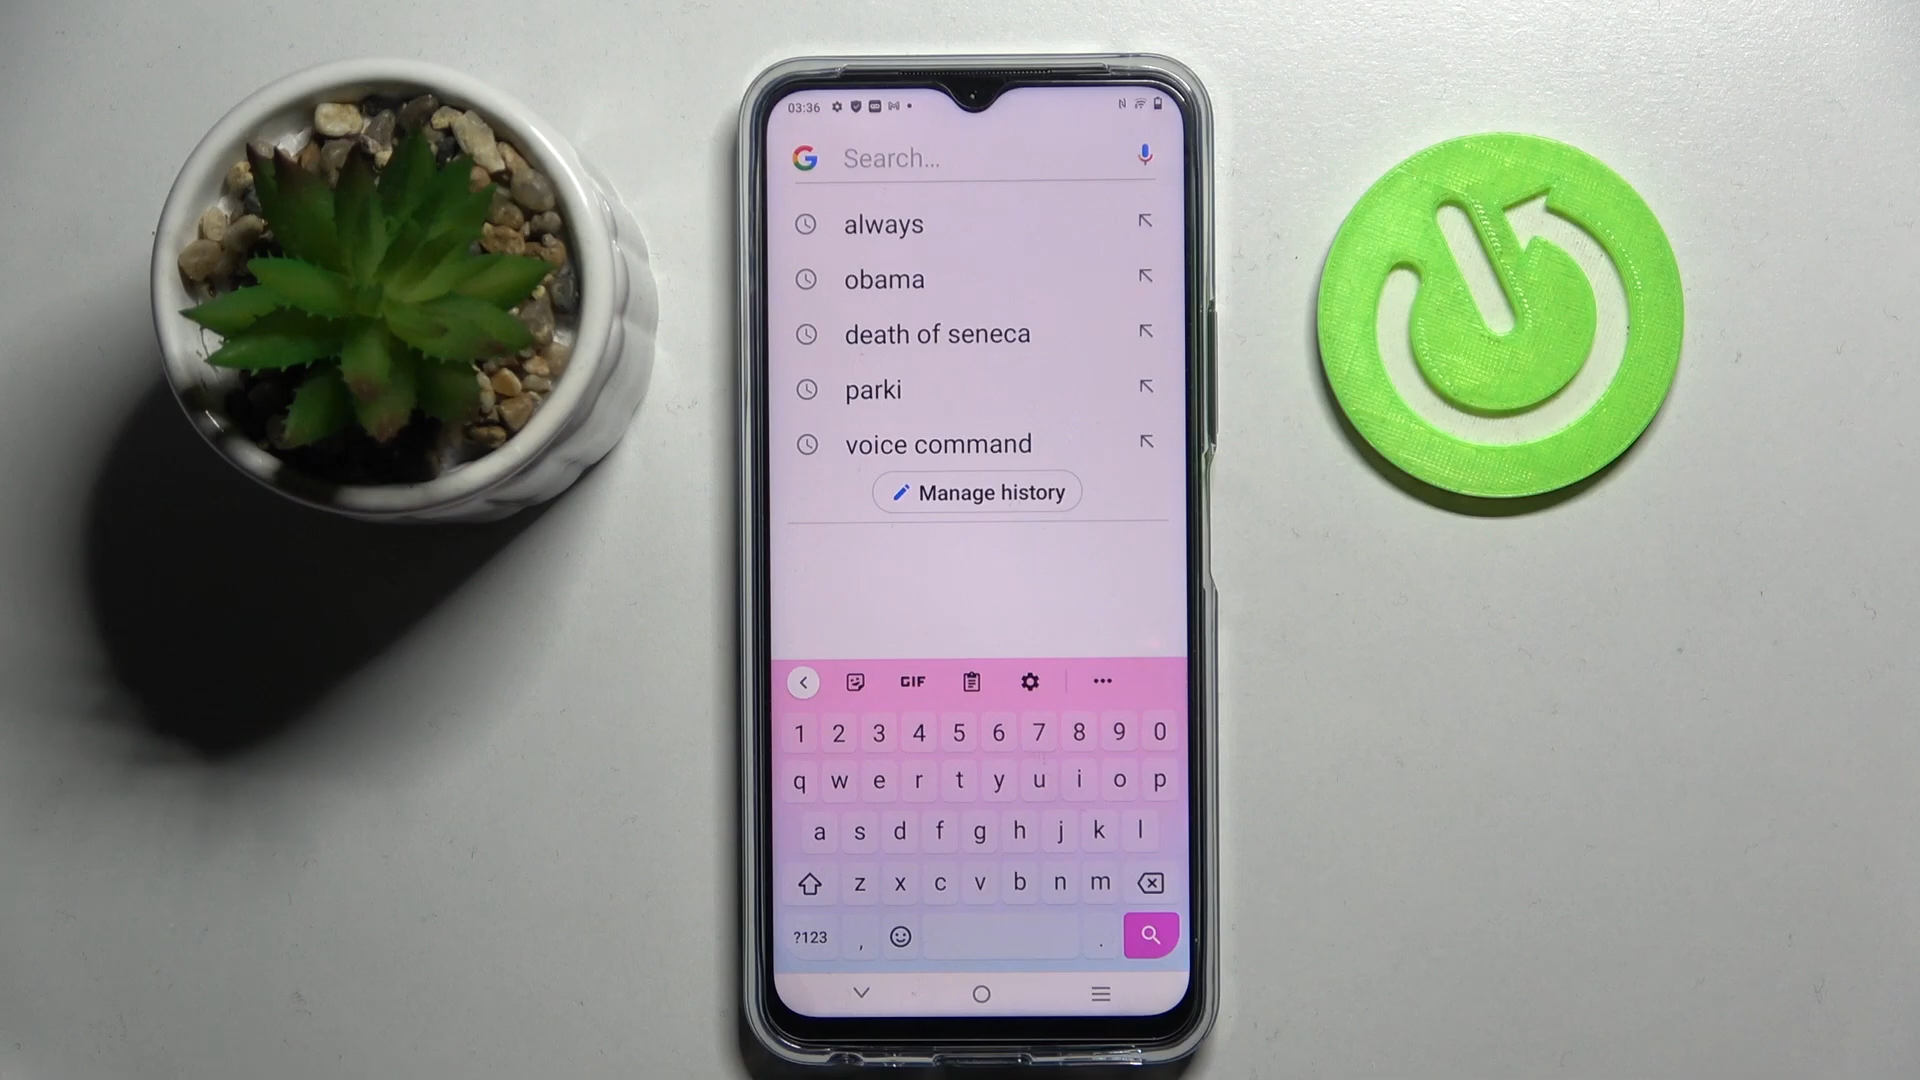 03:36
Search...
always
obama
death of seneca
parki
voice command
Manage history
GIF
1 2 3 4 5 6 7 8 9 0
q w e r t y u i o p
a s d f g h j k l
z x c v b n m
?123 , .